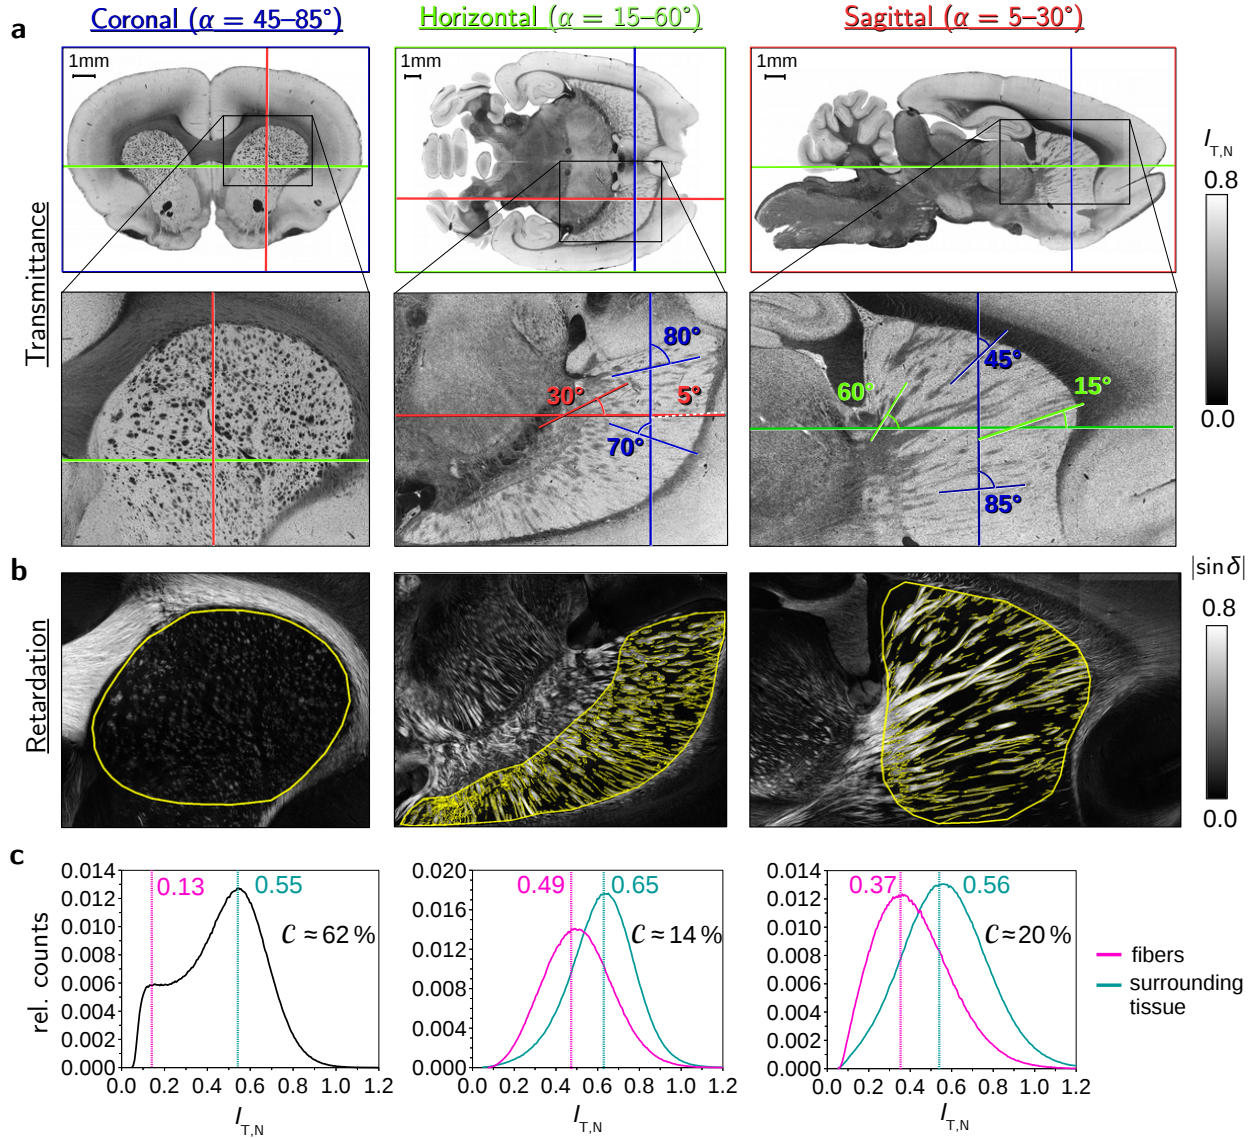 a
Coronal (α = 45–85°)
Horizontal (α = 15–60°)
Sagittal (α = 5–30°)
Transmittance
1mm
1mm
1mm
I_T,N
0.8
0.0
80°
30°
5°
70°
45°
60°
15°
85°
b
Retardation
|sin δ|
0.8
0.0
c
rel. counts
0.014
0.012
0.010
0.008
0.006
0.004
0.002
0.000
0.13
0.55
C ≈ 62 %
0.0 0.2 0.4 0.6 0.8 1.0 1.2
I_T,N
0.020
0.016
0.012
0.008
0.004
0.000
0.49
0.65
C ≈ 14 %
0.0 0.2 0.4 0.6 0.8 1.0 1.2
I_T,N
0.014
0.012
0.010
0.008
0.006
0.004
0.002
0.000
0.37
0.56
C ≈ 20 %
0.0 0.2 0.4 0.6 0.8 1.0 1.2
I_T,N
fibers
surrounding
tissue